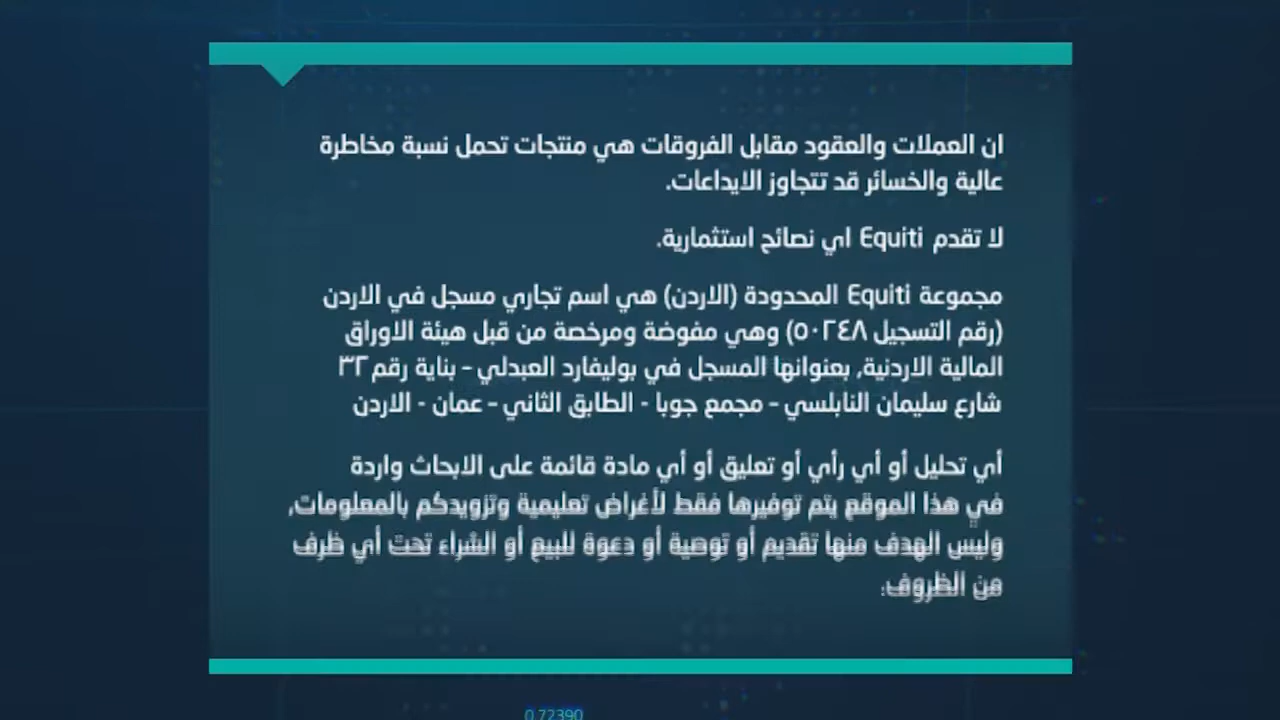 ان العملات والعقود مقابل الفروقات هي منتجات تحمل نسبة مخاطرة
عالية والخسائر قد تتجاوز الايداعات.
لا تقدم Equiti اي نصائح استثمارية.
مجموعة Equiti المحدودة (الاردن) هي اسم تجاري مسجل في الاردن
(رقم التسجيل ٥٠٢٤٨) وهي مفوضة ومرخصة من قبل هيئة الاوراق
المالية الاردنية, بعنوانها المسجل في بوليفارد العبدلي – بناية رقم ٣٢
شارع سليمان النابلسي – مجمع جوبا - الطابق الثاني – عمان - الاردن
أي تحليل أو أي رأي أو تعليق أو أي مادة قائمة على الابحاث واردة
في هذا الموقع يتم توفيرها فقط لأغراض تعليمية وتزويدكم بالمعلومات,
وليس الهدف منها تقديم أو توصية أو دعوة للبيع أو الشراء تحت أي ظرف
من الظروف.
0.72390